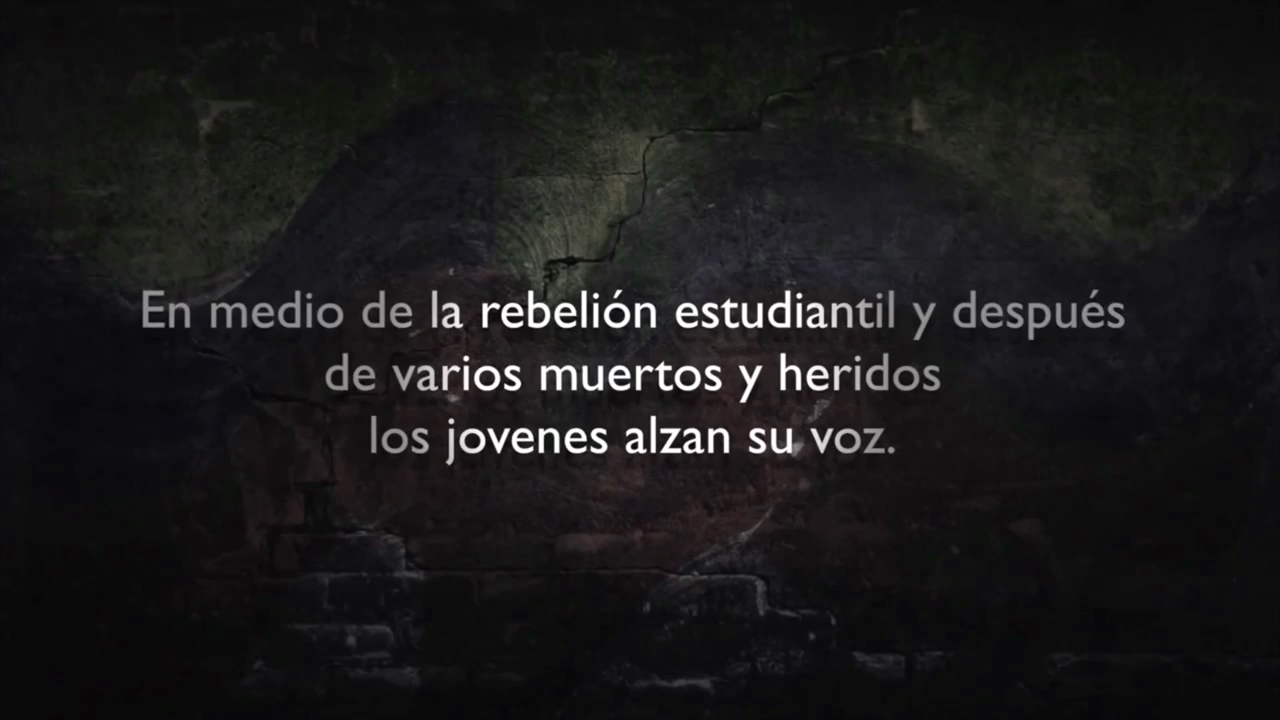 En medio de la rebelión estudiantil y después
de varios muertos y heridos
los jovenes alzan su voz.